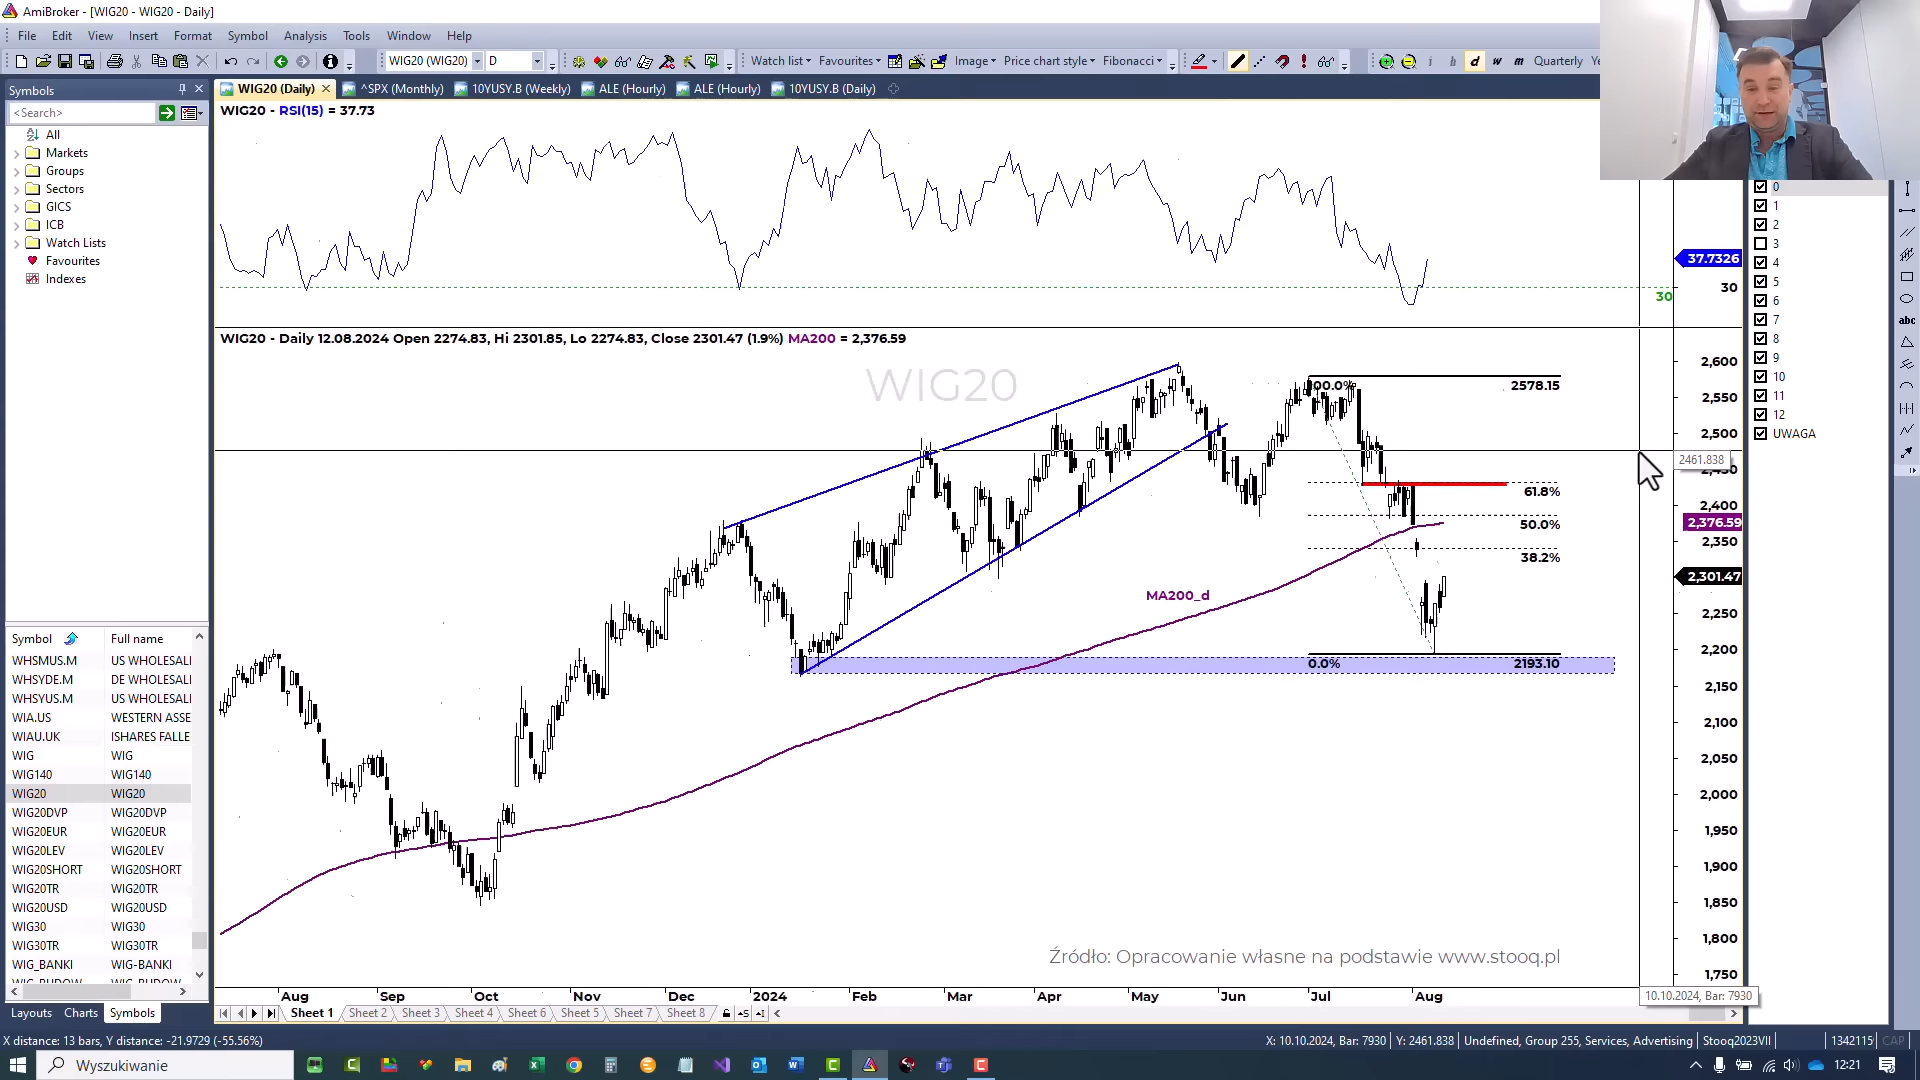 AmiBroker - [WIG20 - WIG20 - Daily]
File Edit View Insert Format Symbol Analysis Tools Window Help
WIG20 (WIG20) D Watch list Favourites Image Price chart style Fibonacci i h d w m Quarterly
Symbols
WIG20 (Daily) ^SPX (Monthly) 10YUSY.B (Weekly) ALE (Hourly) ALE (Hourly) 10YUSY.B (Daily)
<Search>
All
Markets
Groups
Sectors
GICS
ICB
Watch Lists
Favourites
Indexes
WIG20 - RSI(15) = 37.73
37.7326
30
30
WIG20 - Daily 12.08.2024 Open 2274.83, Hi 2301.85, Lo 2274.83, Close 2301.47 (1.9%) MA200 = 2,376.59
WIG20
100.0% 2578.15
61.8%
50.0%
38.2%
0.0% 2193.10
MA200_d
2,600
2,550
2,500
2461.838
2,450
2,400
2,376.59
2,350
2,301.47
2,250
2,200
2,150
2,100
2,050
2,000
1,950
1,900
1,850
1,800
1,750
Źródło: Opracowanie własne na podstawie www.stooq.pl
Aug Sep Oct Nov Dec 2024 Feb Mar Apr May Jun Jul Aug
10.10.2024, Bar: 7930
0
1
2
3
4
5
6
7
8
9
10
11
12
UWAGA
abc
Symbol Full name
WHSMUS.M US WHOLESALI
WHSYDE.M DE WHOLESALI
WHSYUS.M US WHOLESALI
WIA.US WESTERN ASSE
WIAU.UK ISHARES FALLE
WIG WIG
WIG140 WIG140
WIG20 WIG20
WIG20DVP WIG20DVP
WIG20EUR WIG20EUR
WIG20LEV WIG20LEV
WIG20SHORT WIG20SHORT
WIG20TR WIG20TR
WIG20USD WIG20USD
WIG30 WIG30
WIG30TR WIG30TR
WIG_BANKI WIG-BANKI
Layouts Charts Symbols
Sheet 1 Sheet 2 Sheet 3 Sheet 4 Sheet 6 Sheet 5 Sheet 7 Sheet 8
X distance: 13 bars, Y distance: -21.9729 (-55.56%)
X: 10.10.2024, Bar: 7930 Y: 2461.838 Undefined, Group 255, Services, Advertising Stooq2023VII 1342115 CAP
Wyszukiwanie
12:21